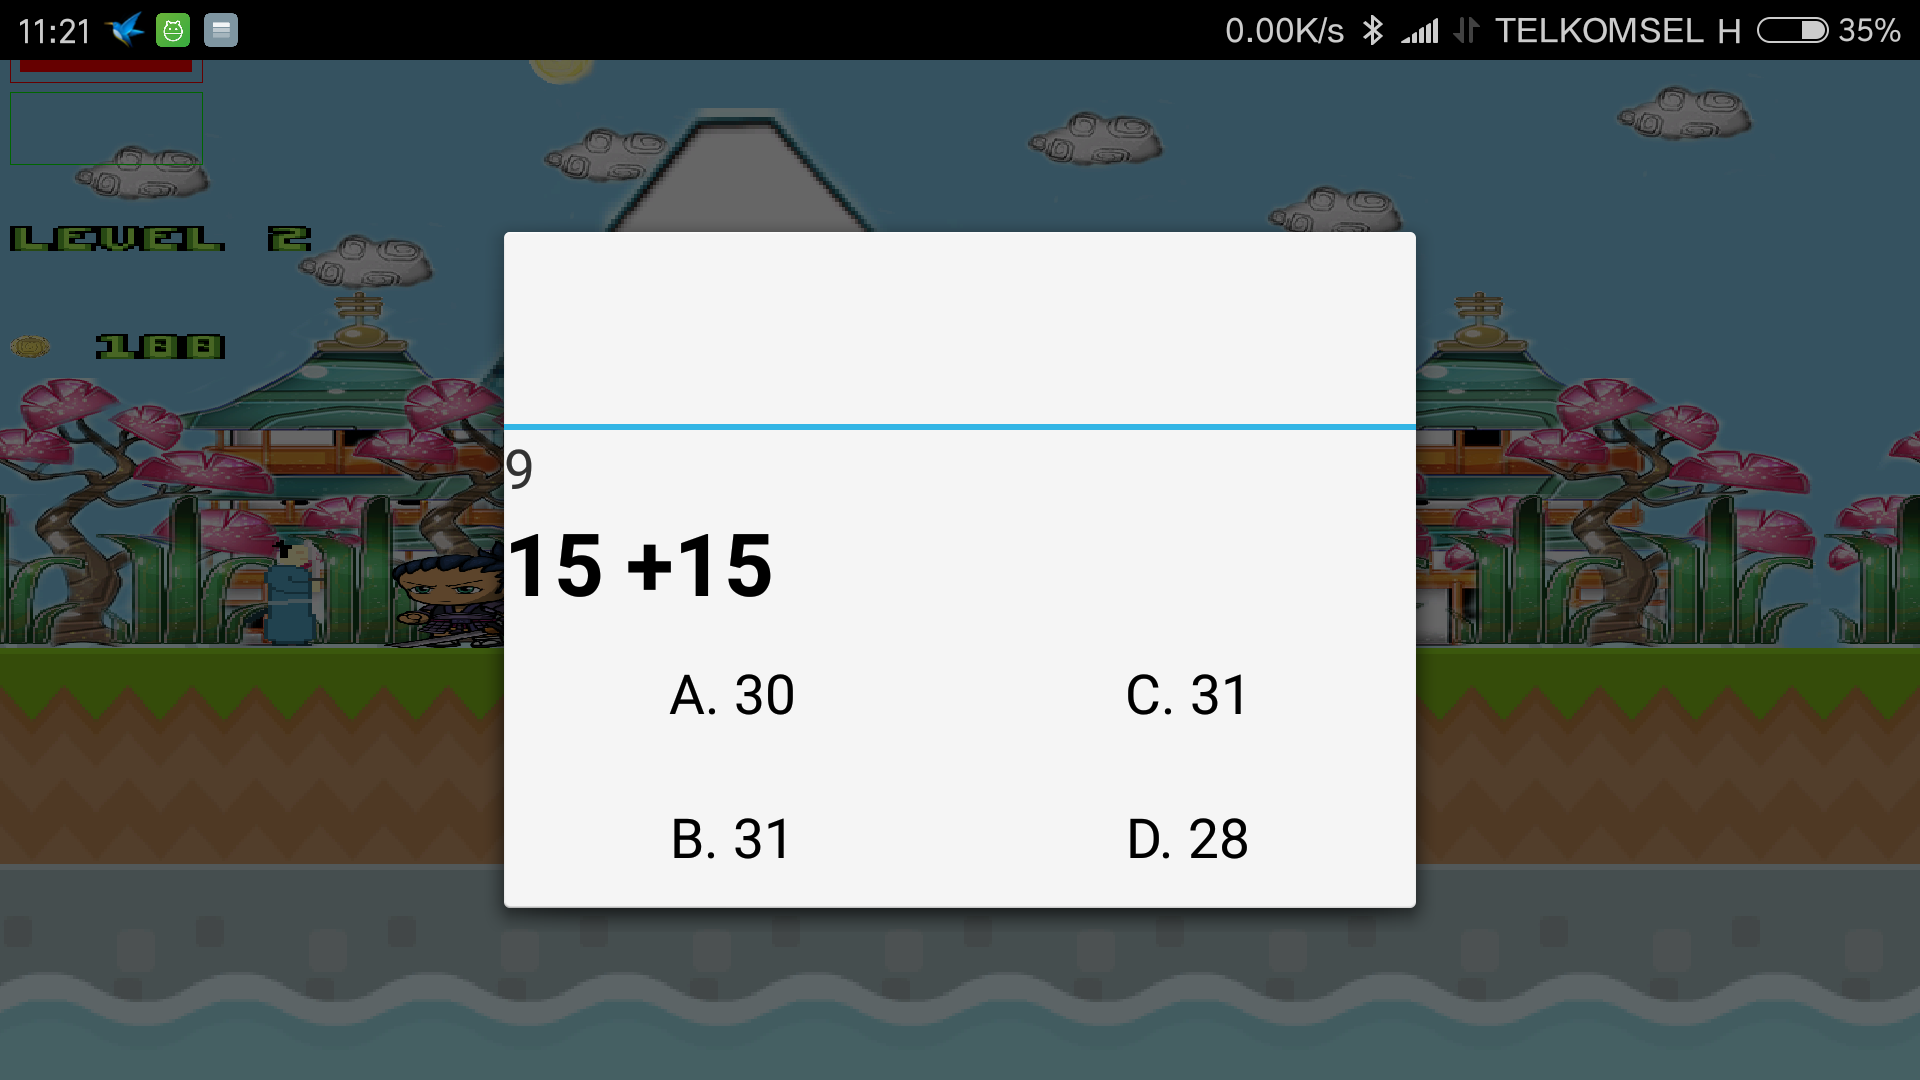 11:21 0.00K/s TELKOMSEL H 35%
LEVEL 2
100
9
15 +15
A. 30 C. 31
B. 31 D. 28